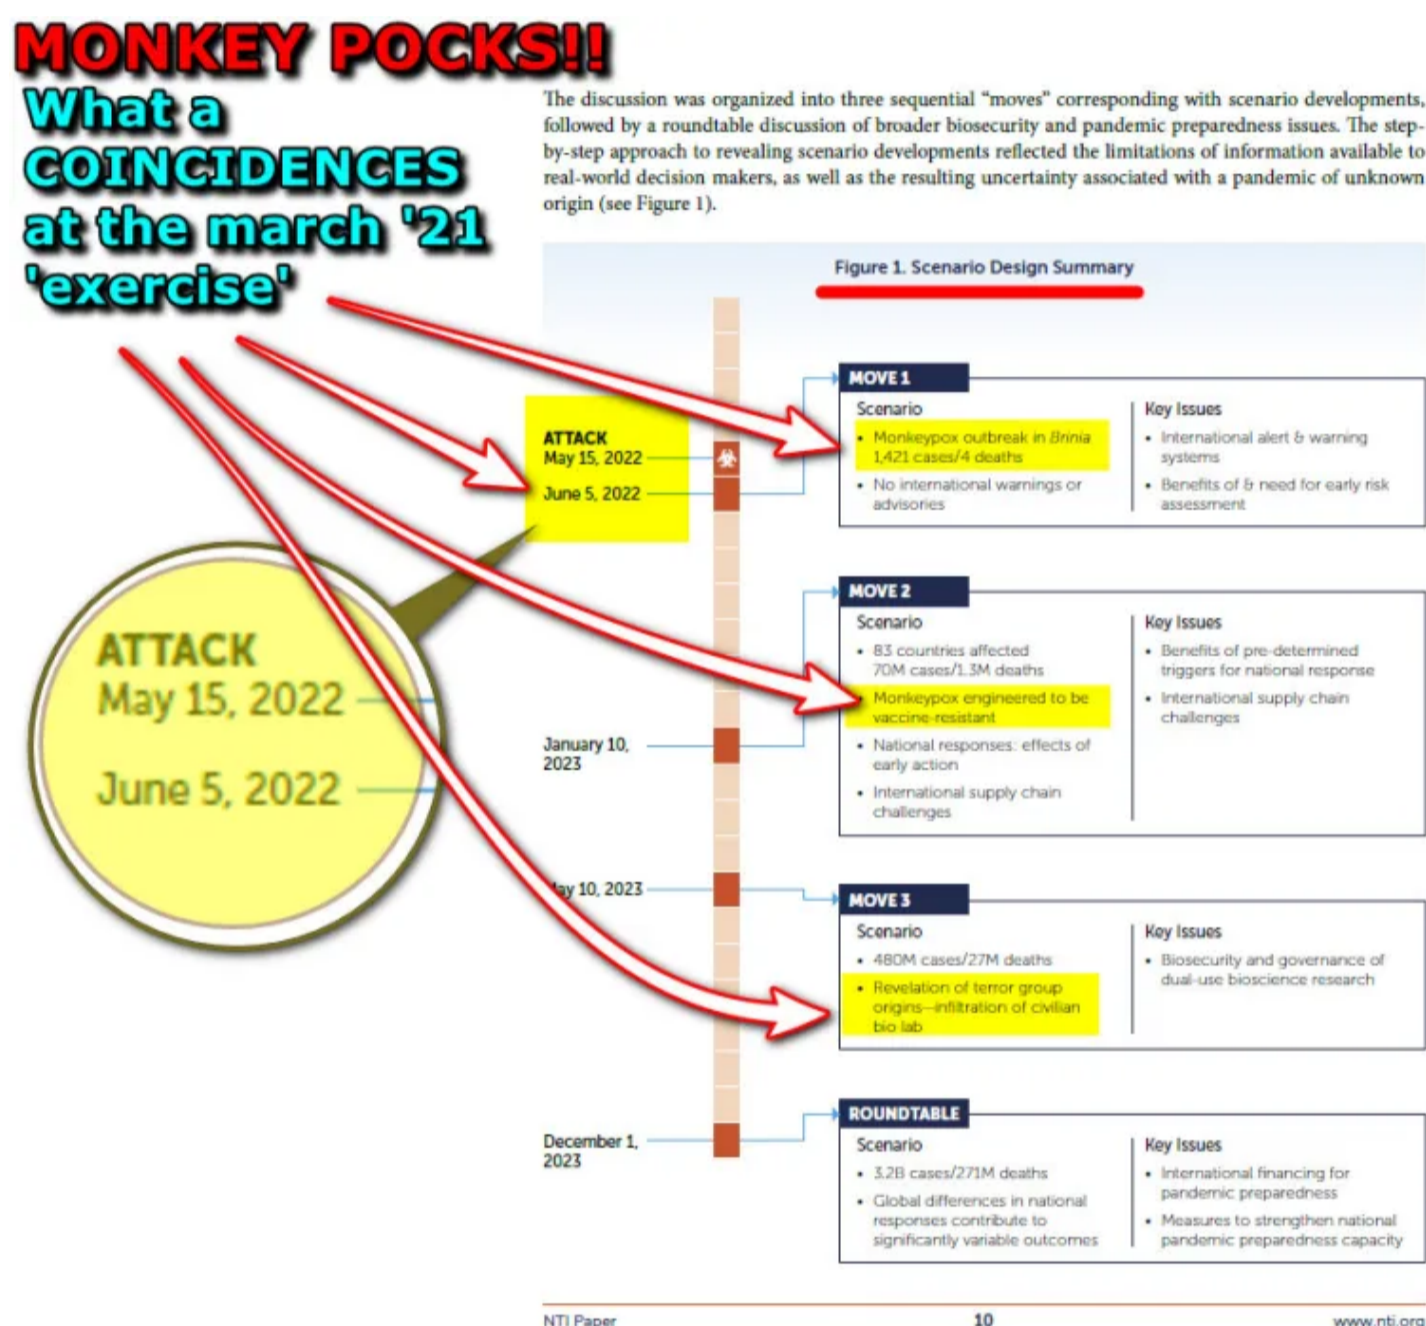 MONKEY POCKS!!
What a
COINCIDENCES
at the march '21
'exercise'
The discussion was organized into three sequential “moves” corresponding with scenario developments,
followed by a roundtable discussion of broader biosecurity and pandemic preparedness issues. The step-
by-step approach to revealing scenario developments reflected the limitations of information available to
real-world decision makers, as well as the resulting uncertainty associated with a pandemic of unknown
origin (see Figure 1).
Figure 1. Scenario Design Summary
ATTACK
May 15, 2022
June 5, 2022
MOVE 1
Scenario
• Monkeypox outbreak in Brinia
1,421 cases/4 deaths
• No international warnings or
advisories
Key Issues
• International alert & warning
systems
• Benefits of & need for early risk
assessment
ATTACK
May 15, 2022
June 5, 2022
January 10,
2023
MOVE 2
Scenario
• 83 countries affected
70M cases/1.3M deaths
• Monkeypox engineered to be
vaccine-resistant
• National responses: effects of
early action
• International supply chain
challenges
Key Issues
• Benefits of pre-determined
triggers for national response
• International supply chain
challenges
May 10, 2023
MOVE 3
Scenario
• 480M cases/27M deaths
• Revelation of terror group
origins—infiltration of civilian
bio lab
Key Issues
• Biosecurity and governance of
dual-use bioscience research
December 1,
2023
ROUNDTABLE
Scenario
• 3.2B cases/271M deaths
• Global differences in national
responses contribute to
significantly variable outcomes
Key Issues
• International financing for
pandemic preparedness
• Measures to strengthen national
pandemic preparedness capacity
NTI Paper
10
www.nti.org